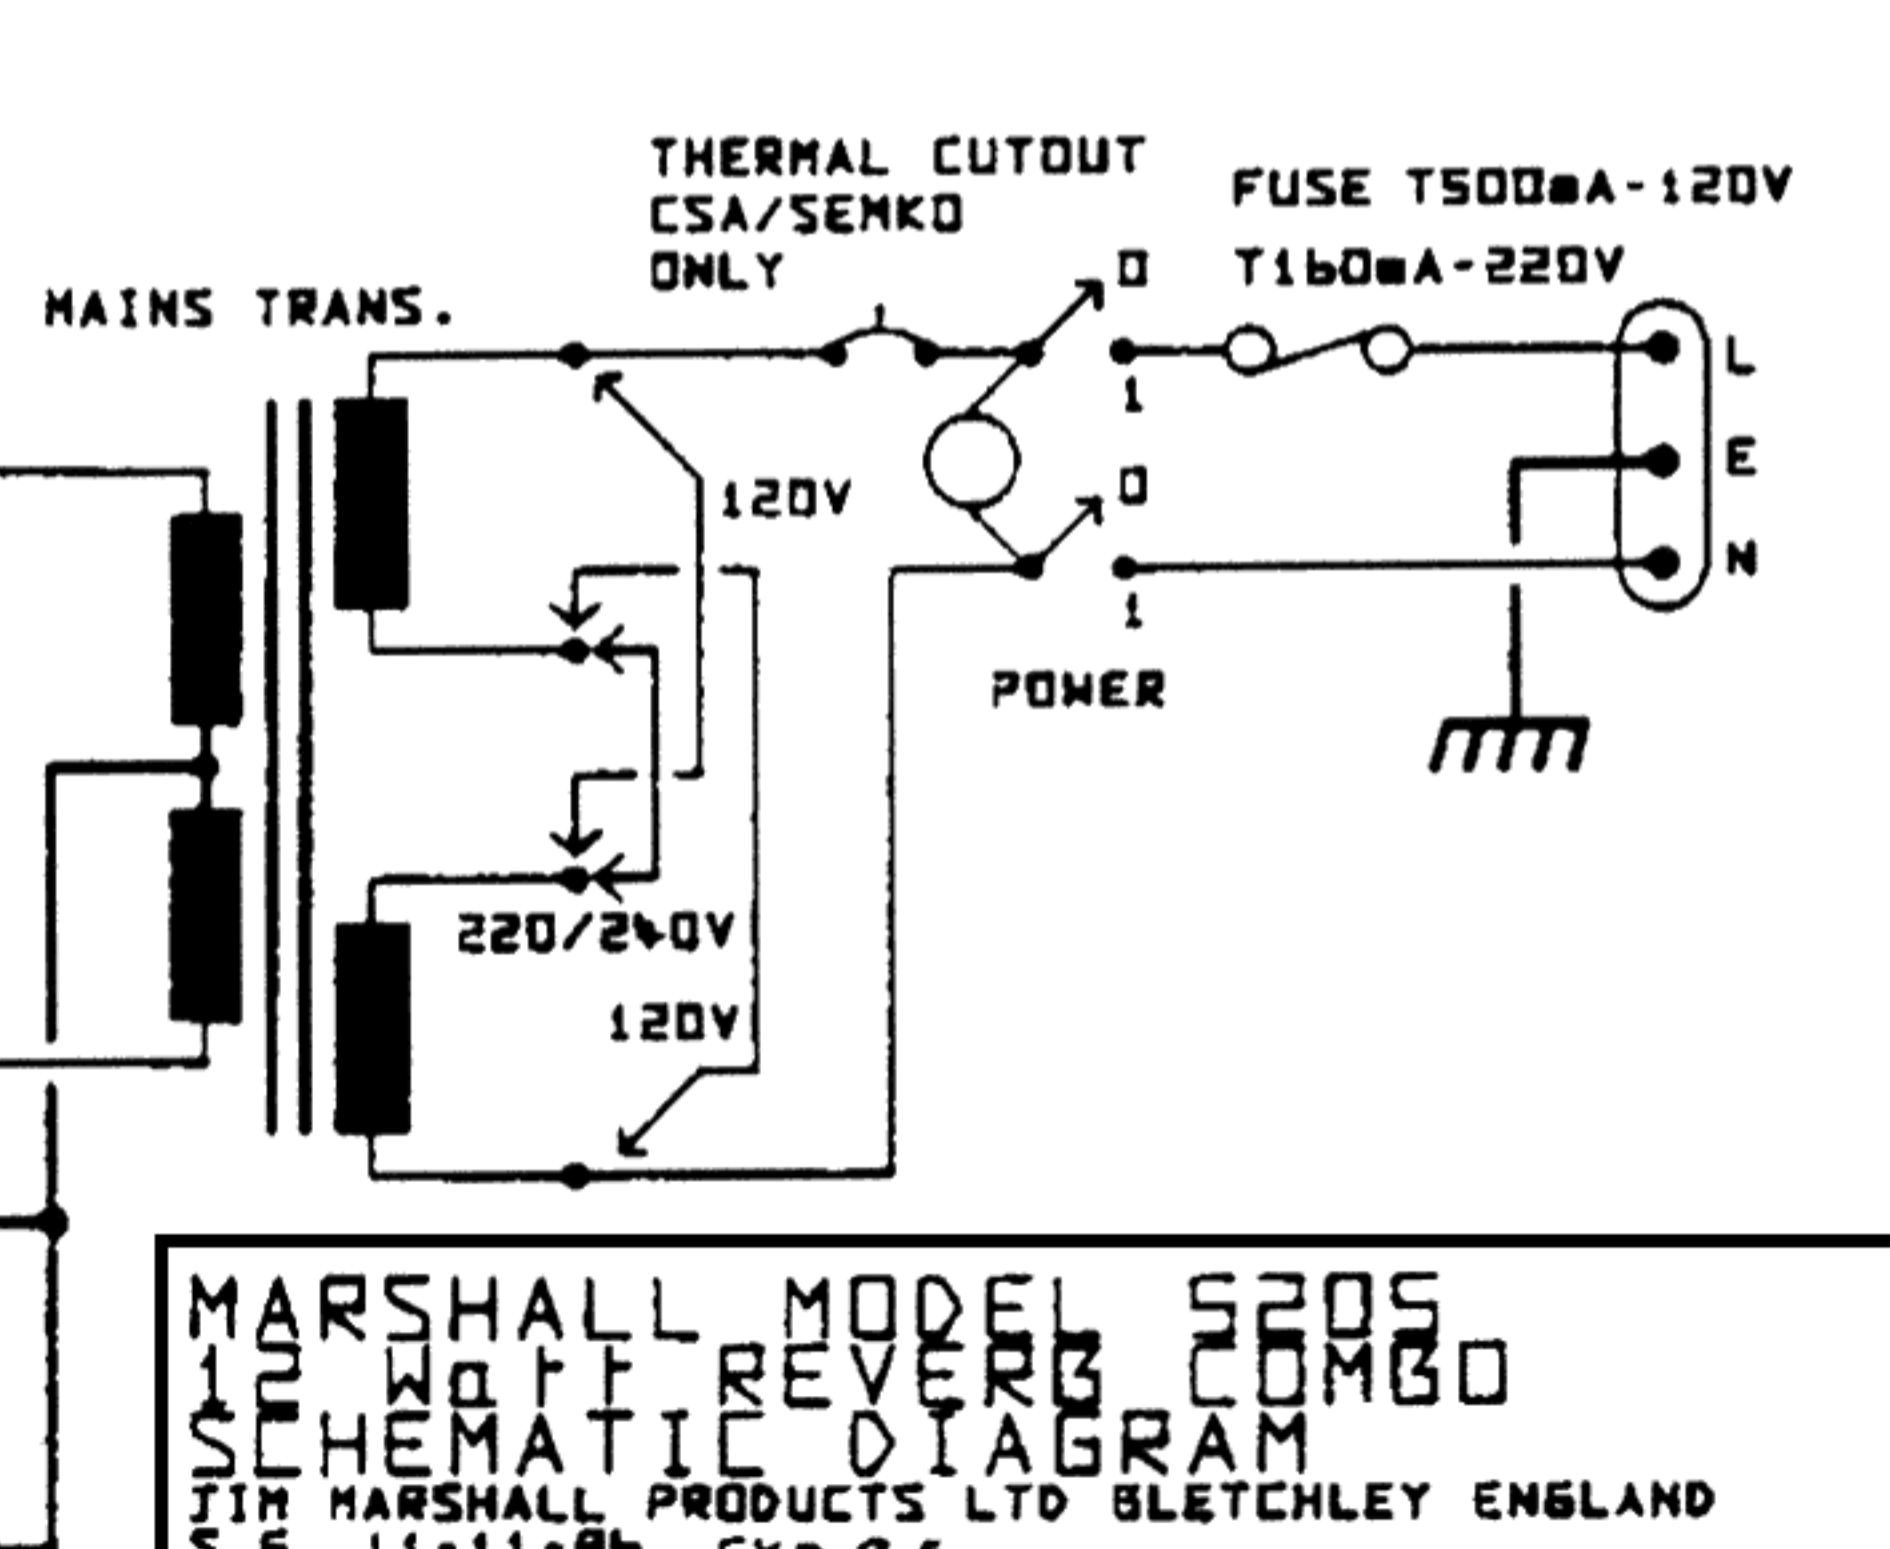 THERMAL CUTOUT
CSA/SEMKO
ONLY
FUSE T500mA-120V
T160mA-220V
MAINS TRANS.
0
L
1
E
120V
0
N
1
POWER
220/240V
120V
MARSHALL MODEL 5205
12 Watt REVERB COMBO
SCHEMATIC DIAGRAM
JIM MARSHALL PRODUCTS LTD BLETCHLEY ENGLAND